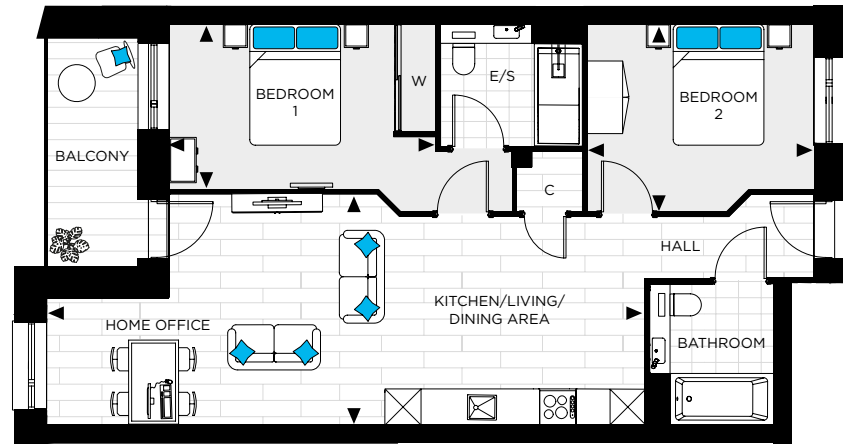 BEDROOM
1
W
E/S
BEDROOM
2
BALCONY
C
HALL
KITCHEN/LIVING/
DINING AREA
HOME OFFICE
BATHROOM